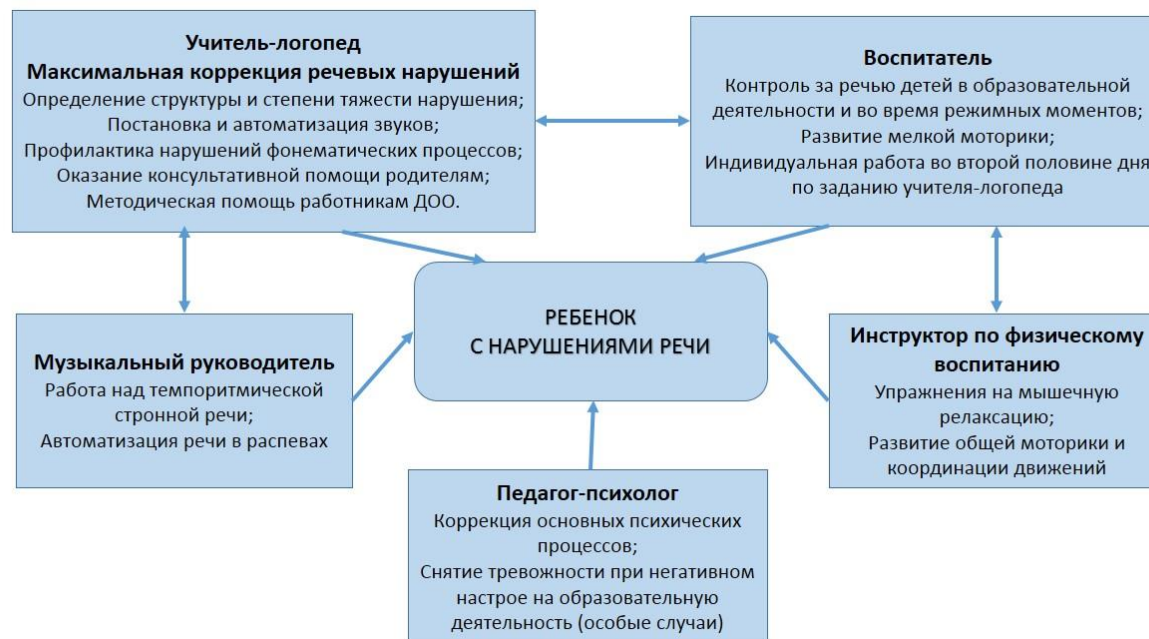 Учитель-логопед
Максимальная коррекция речевых нарушений
Определение структуры и степени тяжести нарушения;
Постановка и автоматизация звуков;
Профилактика нарушений фонематических процессов;
Оказание консультативной помощи родителям;
Методическая помощь работникам ДОО.
Воспитатель
Контроль за речью детей в образовательной
деятельности и во время режимных моментов;
Развитие мелкой моторики;
Индивидуальная работа во второй половине дня
по заданию учителя-логопеда
РЕБЕНОК
С НАРУШЕНИЯМИ РЕЧИ
Музыкальный руководитель
Работа над темпоритмической
стронной речи;
Автоматизация речи в распевах
Инструктор по физическому
воспитанию
Упражнения на мышечную
релаксацию;
Развитие общей моторики и
координации движений
Педагог-психолог
Коррекция основных психических
процессов;
Снятие тревожности при негативном
настрое на образовательную
деятельность (особые случаи)